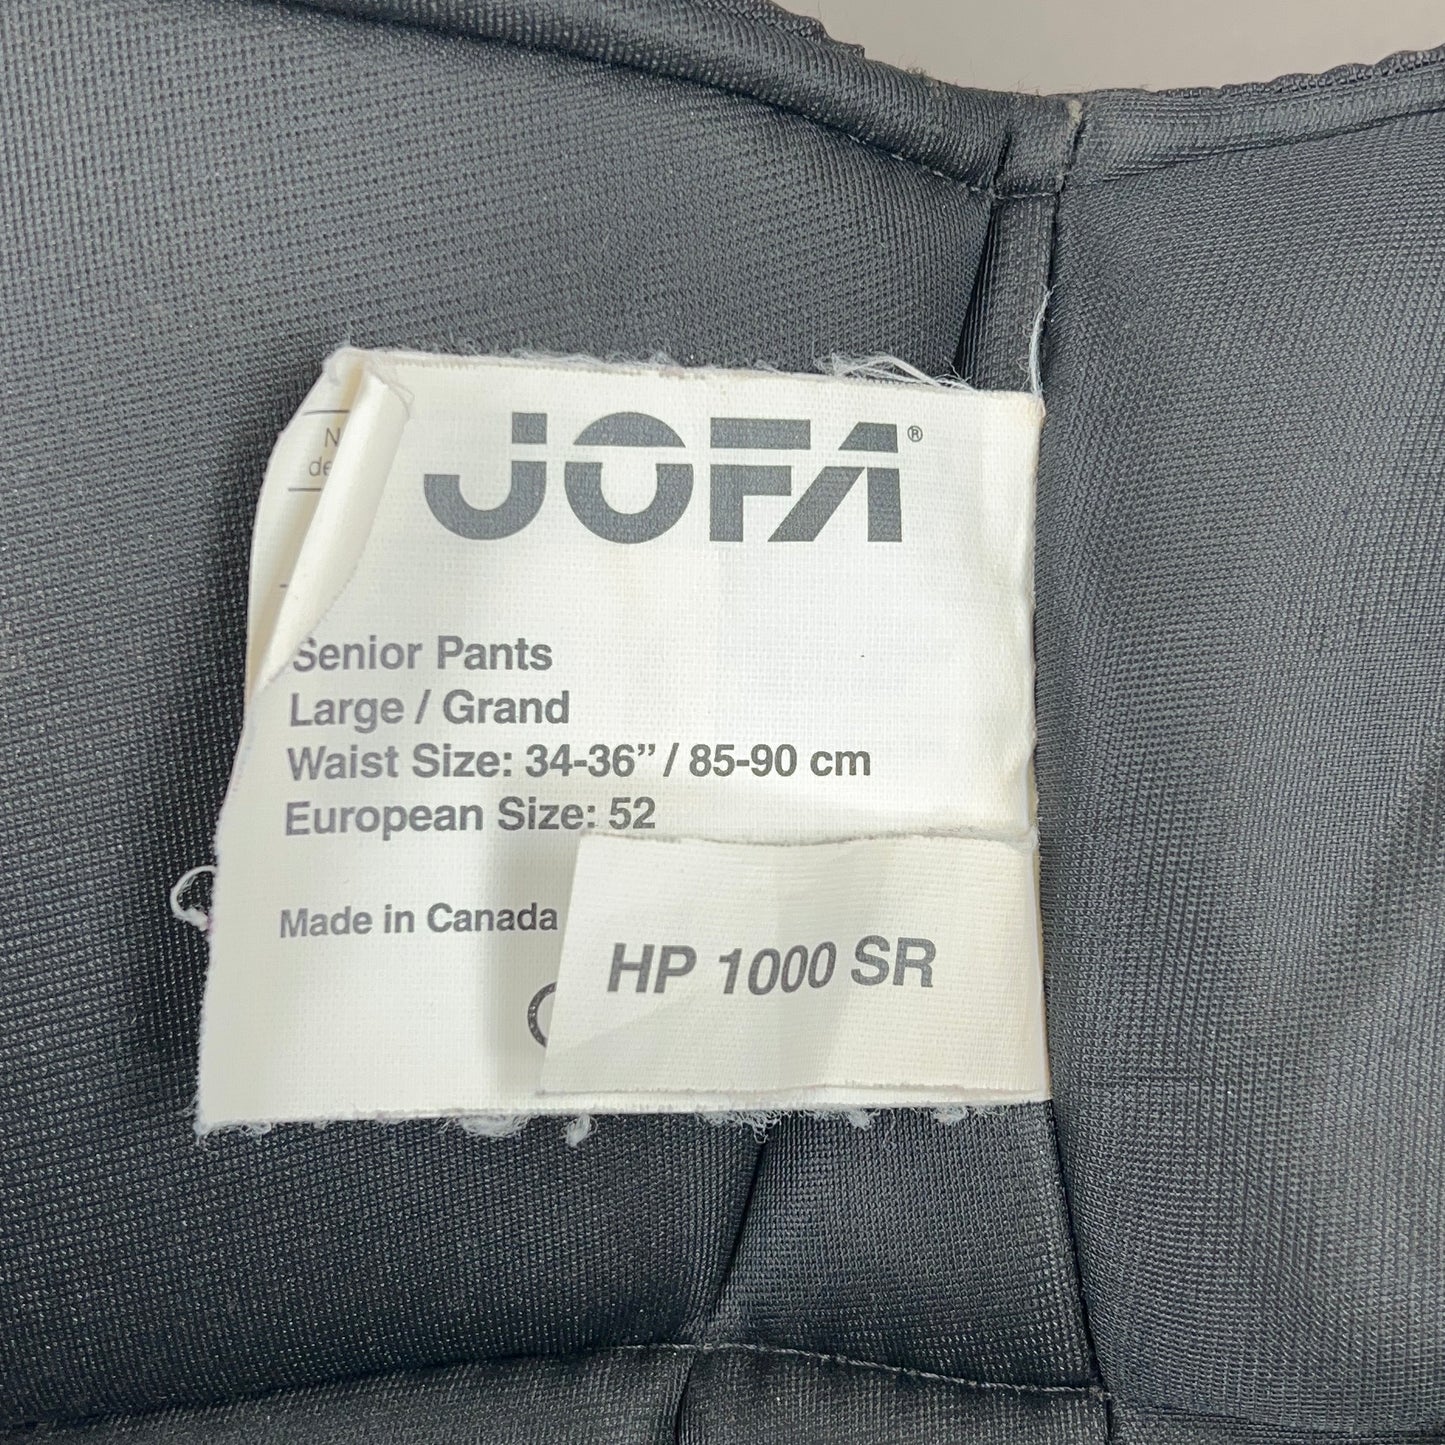 JOFA®
Senior Pants
Large / Grand
Waist Size: 34-36” / 85-90 cm
European Size: 52
Made in Canada
HP 1000 SR